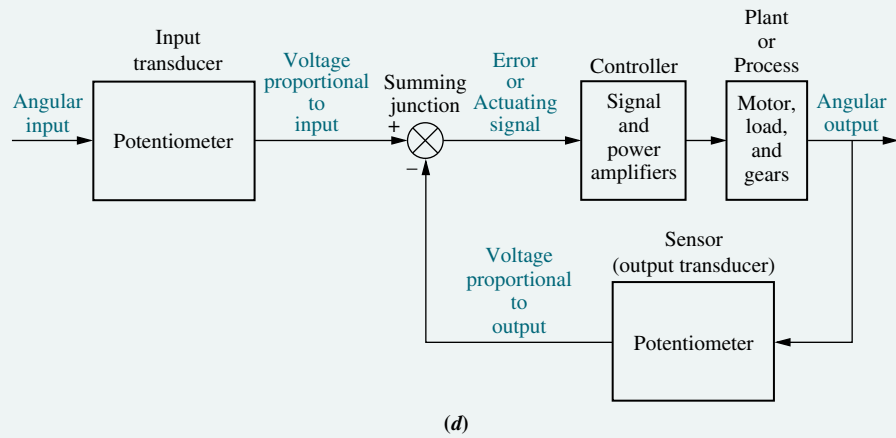 Input
transducer
Angular
input
Potentiometer
Voltage
proportional
to
input
Summing
junction
+
−
Error
or
Actuating
signal
Controller
Signal
and
power
amplifiers
Plant
or
Process
Motor,
load,
and
gears
Angular
output
Sensor
(output transducer)
Potentiometer
Voltage
proportional
to
output
(d)